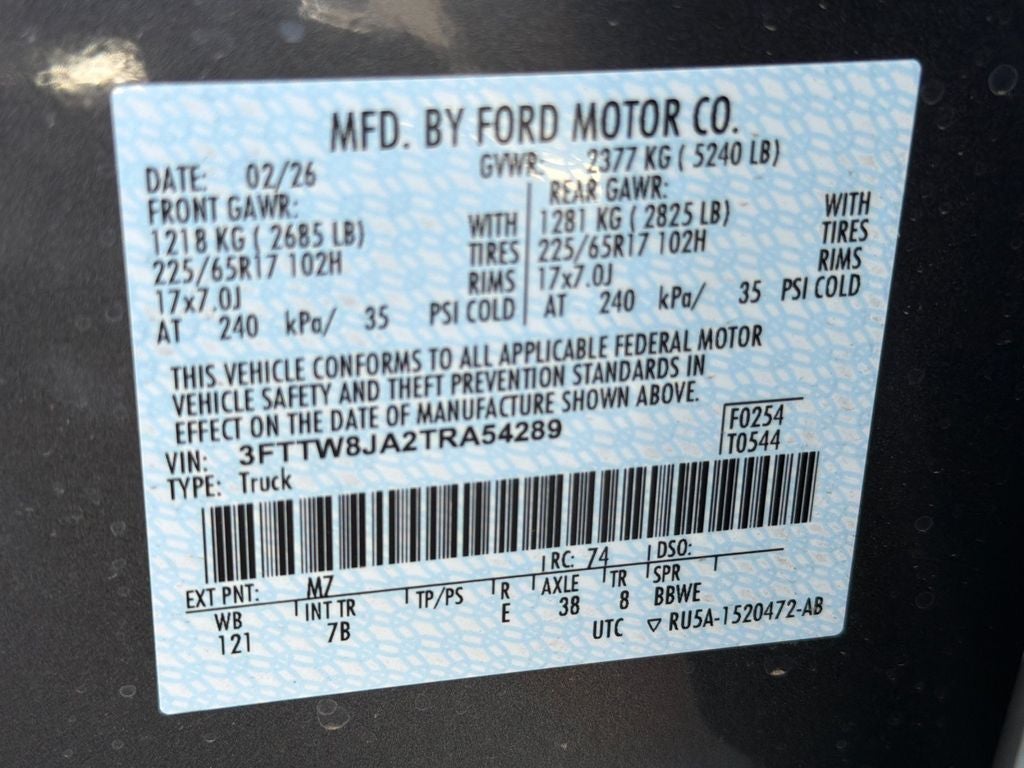 MFD. BY FORD MOTOR CO.
DATE: 02/26 GVWR: 2377 KG ( 5240 LB)
FRONT GAWR: REAR GAWR:
1218 KG ( 2685 LB) WITH 1281 KG ( 2825 LB) WITH
225/65R17 102H TIRES 225/65R17 102H TIRES
17x7.0J RIMS 17x7.0J RIMS
AT 240 kPa/ 35 PSI COLD AT 240 kPa/ 35 PSI COLD
THIS VEHICLE CONFORMS TO ALL APPLICABLE FEDERAL MOTOR
VEHICLE SAFETY AND THEFT PREVENTION STANDARDS IN
EFFECT ON THE DATE OF MANUFACTURE SHOWN ABOVE.
VIN: 3FTTW8JA2TRA54289 F0254
TYPE: Truck T0544
EXT PNT: M7 RC: 74 DSO:
WB INT TR TP/PS R AXLE TR SPR
121 7B E 38 8 BBWE
UTC ▽ RU5A-1520472-AB